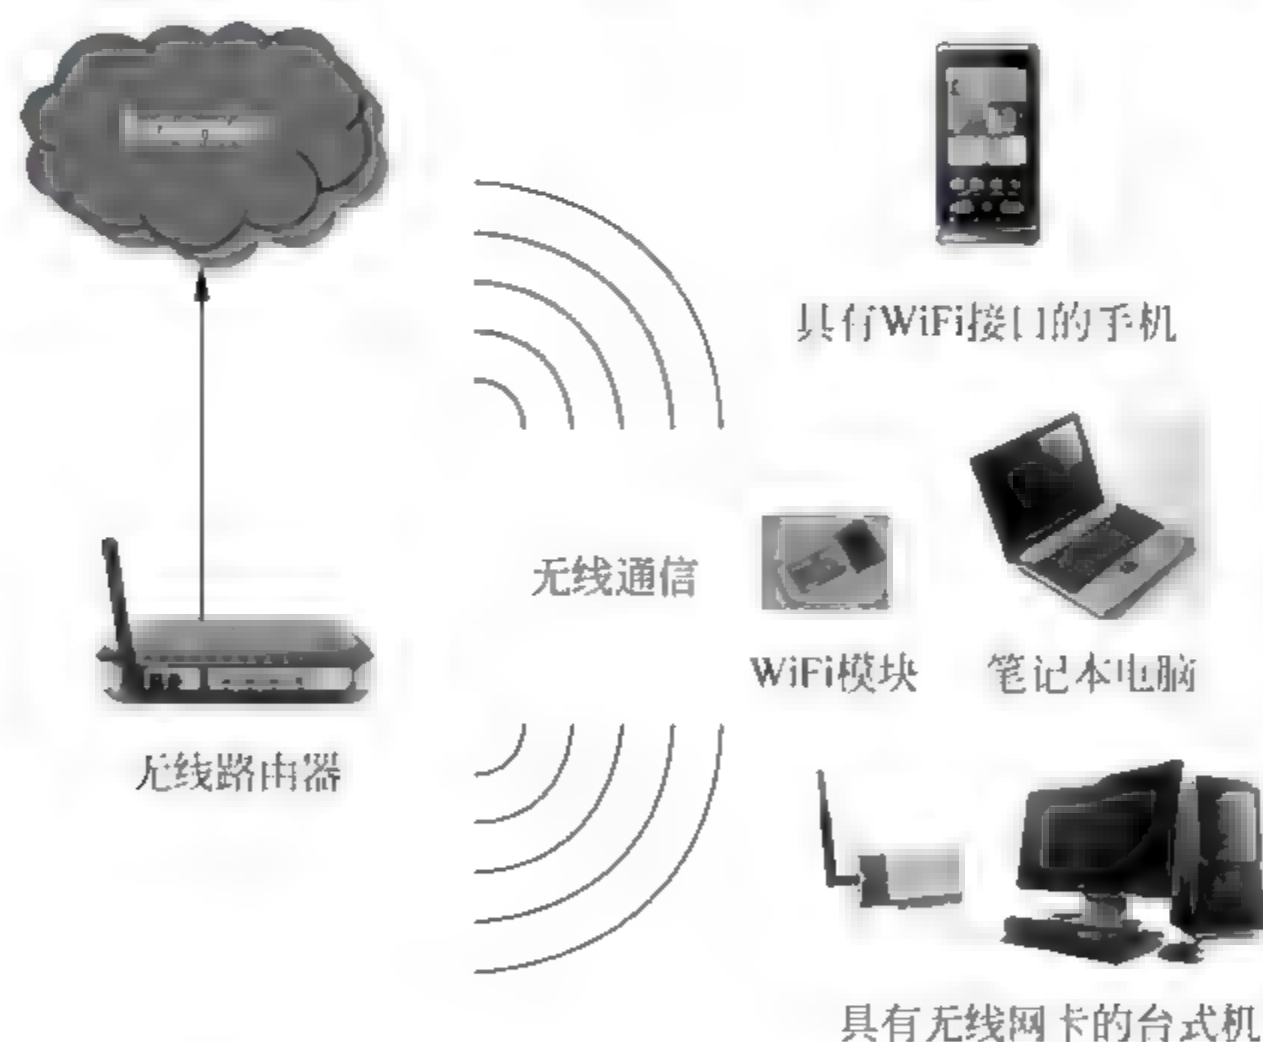 具有WiFi接口的手机
无线通信
WiFi模块
笔记本电脑
无线路由器
具有无线网卡的台式机